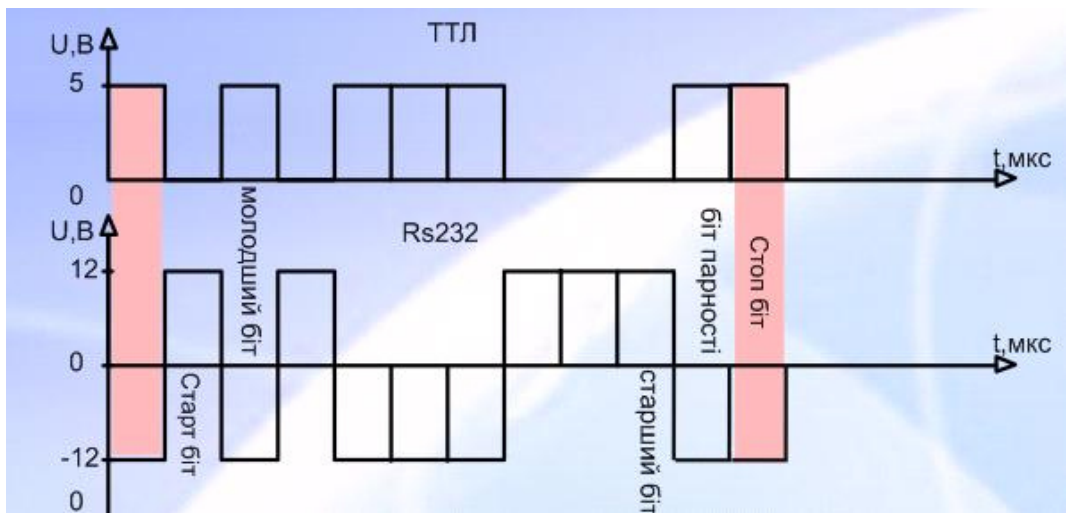 ТТЛ
U,В
5
0
t,мкс
молодший біт
U,В
Rs232
12
0
-12
0
Старт біт
старший біт
біт парності
Стоп біт
t,мкс